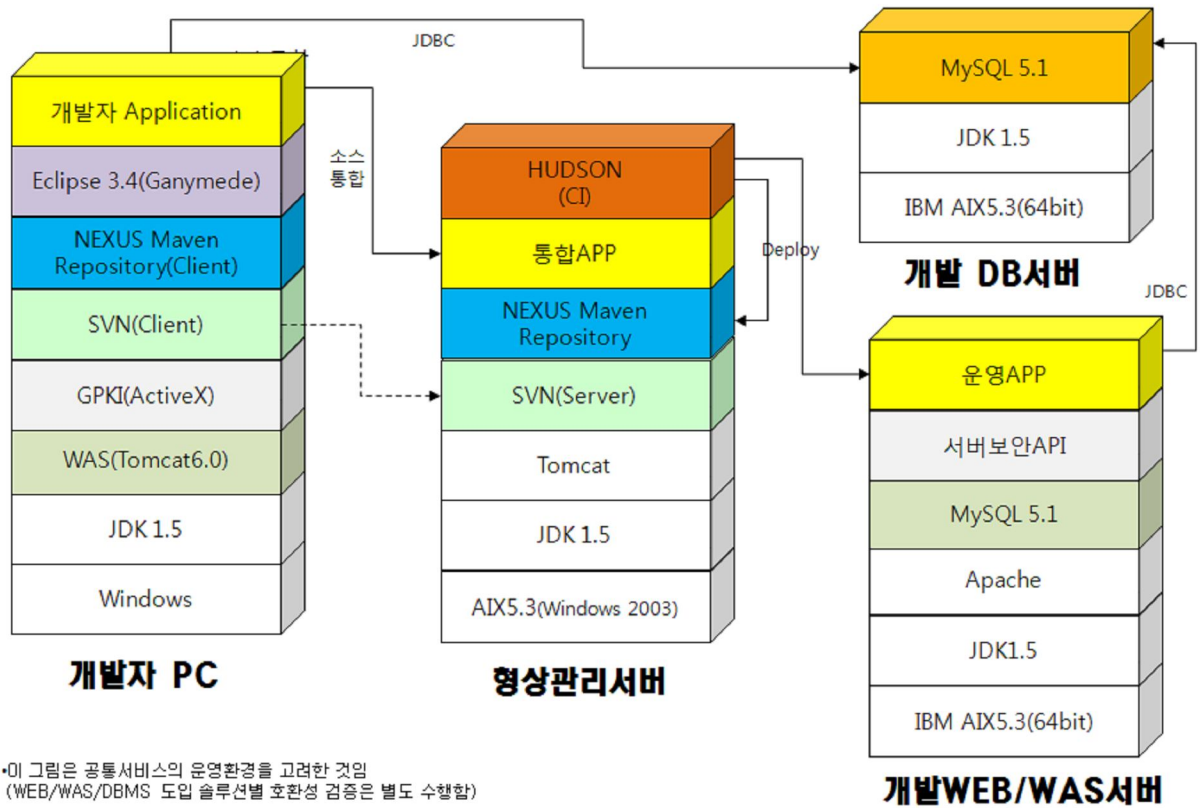 JDBC
개발자 Application
Eclipse 3.4(Ganymede)
NEXUS Maven
Repository(Client)
SVN(Client)
GPKI(ActiveX)
WAS(Tomcat6.0)
JDK 1.5
Windows
개발자 PC
소스
통합
HUDSON
(CI)
통합APP
NEXUS Maven
Repository
SVN(Server)
Tomcat
JDK 1.5
AIX5.3(Windows 2003)
형상관리서버
Deploy
MySQL 5.1
JDK 1.5
IBM AIX5.3(64bit)
개발 DB서버
JDBC
운영APP
서버보안API
MySQL 5.1
Apache
JDK1.5
IBM AIX5.3(64bit)
개발WEB/WAS서버
•이 그림은 공통서비스의 운영환경을 고려한 것임
(WEB/WAS/DBMS 도입 솔루션별 호환성 검증은 별도 수행함)